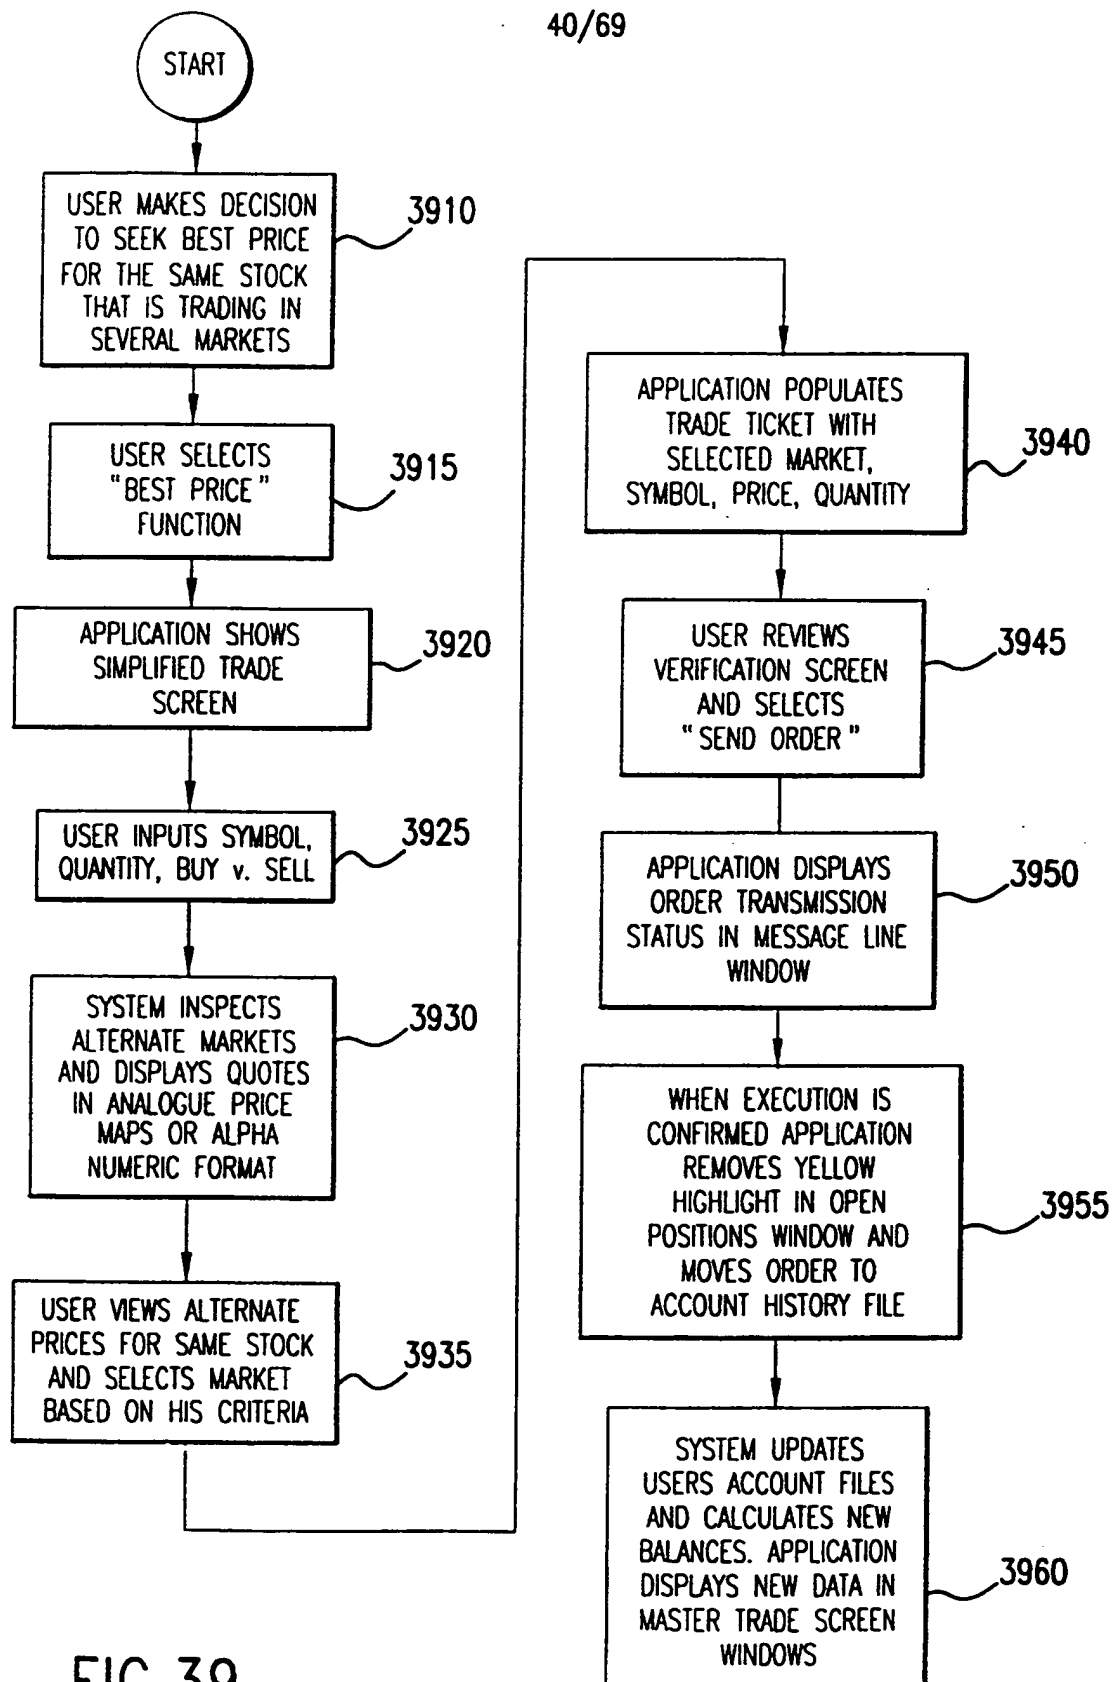 40/69
START
USER MAKES DECISION
TO SEEK BEST PRICE
FOR THE SAME STOCK
THAT IS TRADING IN
SEVERAL MARKETS
3910
USER SELECTS
"BEST PRICE"
FUNCTION
3915
APPLICATION SHOWS
SIMPLIFIED TRADE
SCREEN
3920
USER INPUTS SYMBOL,
QUANTITY, BUY v. SELL
3925
SYSTEM INSPECTS
ALTERNATE MARKETS
AND DISPLAYS QUOTES
IN ANALOGUE PRICE
MAPS OR ALPHA
NUMERIC FORMAT
3930
USER VIEWS ALTERNATE
PRICES FOR SAME STOCK
AND SELECTS MARKET
BASED ON HIS CRITERIA
3935
APPLICATION POPULATES
TRADE TICKET WITH
SELECTED MARKET,
SYMBOL, PRICE, QUANTITY
3940
USER REVIEWS
VERIFICATION SCREEN
AND SELECTS
"SEND ORDER"
3945
APPLICATION DISPLAYS
ORDER TRANSMISSION
STATUS IN MESSAGE LINE
WINDOW
3950
WHEN EXECUTION IS
CONFIRMED APPLICATION
REMOVES YELLOW
HIGHLIGHT IN OPEN
POSITIONS WINDOW AND
MOVES ORDER TO
ACCOUNT HISTORY FILE
3955
SYSTEM UPDATES
USERS ACCOUNT FILES
AND CALCULATES NEW
BALANCES. APPLICATION
DISPLAYS NEW DATA IN
MASTER TRADE SCREEN
WINDOWS
3960
FIG. 39